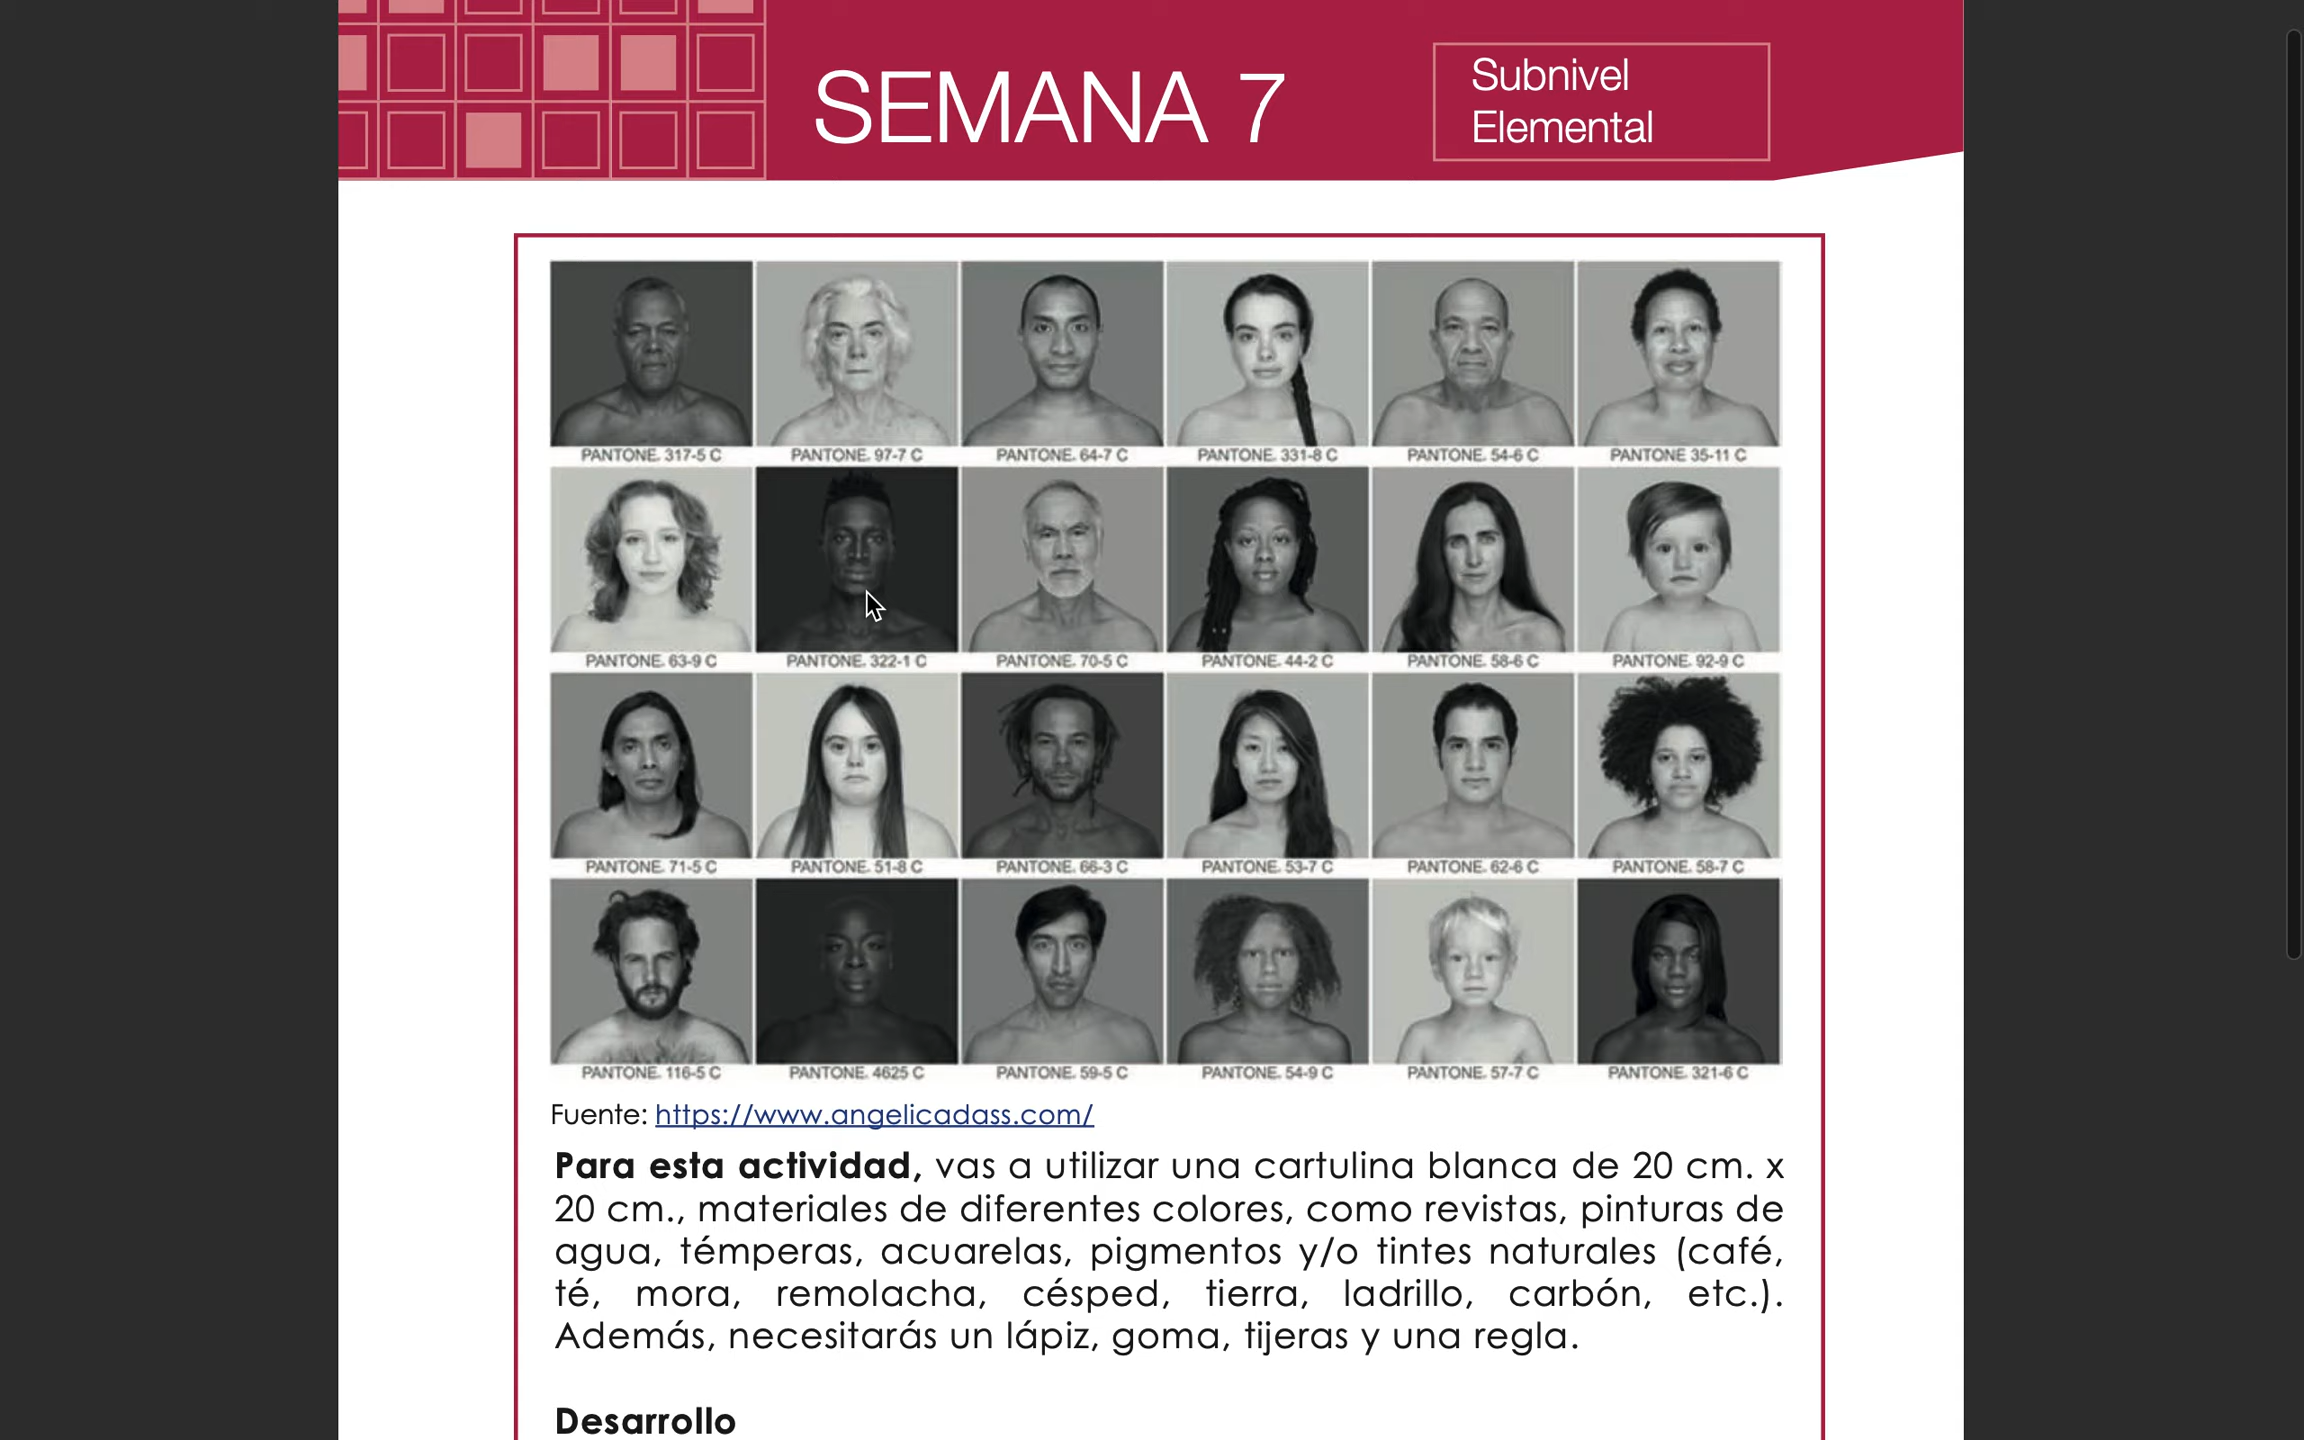 SEMANA 7
Subnivel
Elemental
PANTONE. 317-5 C
PANTONE. 97-7 C
PANTONE. 64-7 C
PANTONE. 331-8 C
PANTONE. 54-6 C
PANTONE 35-11 C
PANTONE. 63-9 C
PANTONE. 322-1 C
PANTONE. 70-5 C
PANTONE. 44-2 C
PANTONE. 58-6 C
PANTONE. 92-9 C
PANTONE. 71-5 C
PANTONE. 51-8 C
PANTONE. 66-3 C
PANTONE. 53-7 C
PANTONE. 62-6 C
PANTONE. 58-7 C
PANTONE. 116-5 C
PANTONE. 4625 C
PANTONE. 59-5 C
PANTONE. 54-9 C
PANTONE. 57-7 C
PANTONE. 321-6 C
Fuente: https://www.angelicadass.com/
Para esta actividad, vas a utilizar una cartulina blanca de 20 cm. x
20 cm., materiales de diferentes colores, como revistas, pinturas de
agua, témperas, acuarelas, pigmentos y/o tintes naturales (café,
té, mora, remolacha, césped, tierra, ladrillo, carbón, etc.).
Además, necesitarás un lápiz, goma, tijeras y una regla.
Desarrollo